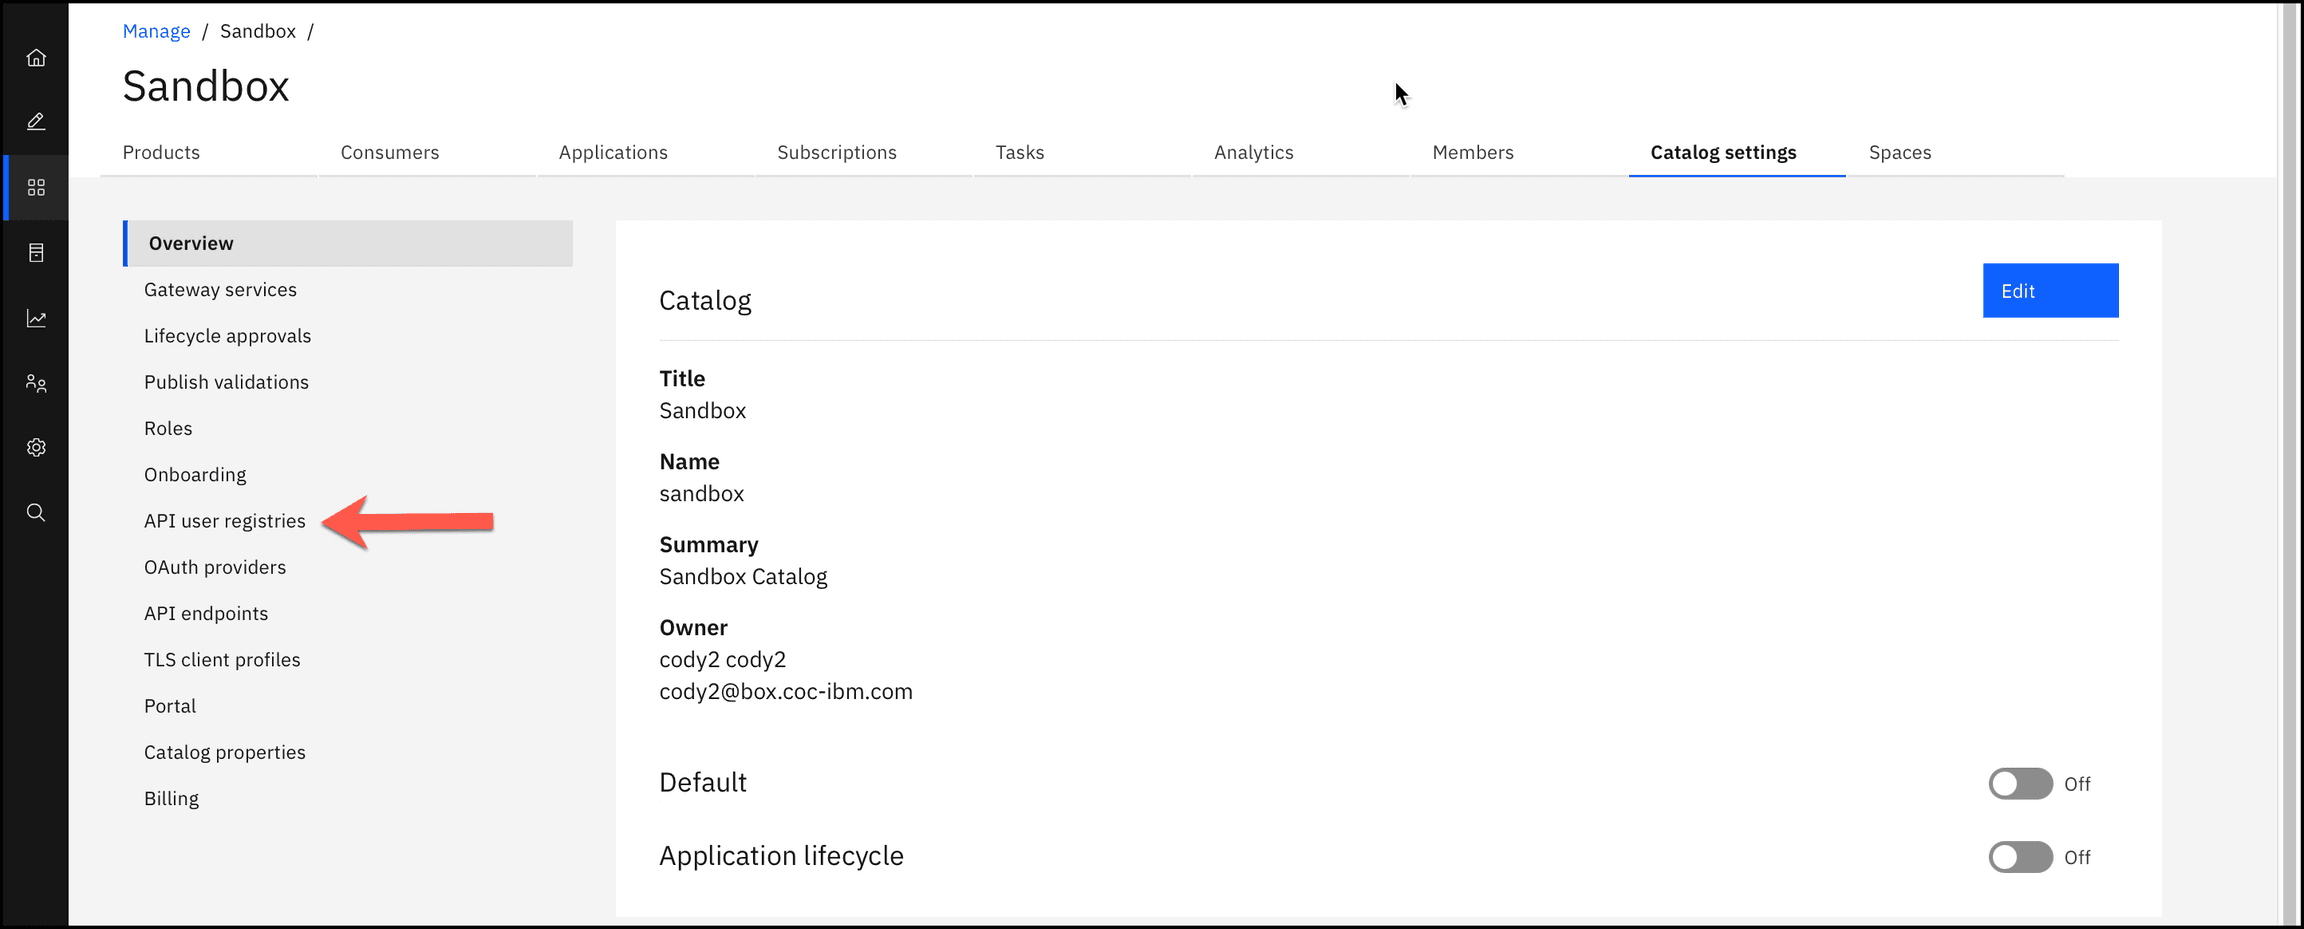 Manage / Sandbox /
Sandbox
Products Consumers Applications Subscriptions Tasks Analytics Members Catalog settings Spaces
Overview
Gateway services
Lifecycle approvals
Publish validations
Roles
Onboarding
API user registries
OAuth providers
API endpoints
TLS client profiles
Portal
Catalog properties
Billing
Catalog
Edit
Title
Sandbox
Name
sandbox
Summary
Sandbox Catalog
Owner
cody2 cody2
cody2@box.coc-ibm.com
Default
Off
Application lifecycle
Off